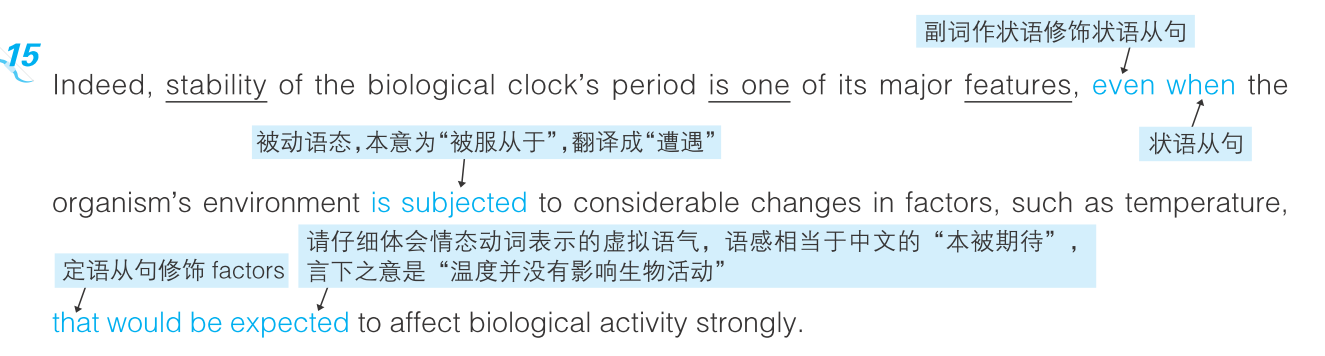 副词作状语修饰状语从句
15
Indeed, stability of the biological clock’s period is one of its major features, even when the
被动语态,本意为“被服从于”,翻译成“遭遇”
状语从句
organism’s environment is subjected to considerable changes in factors, such as temperature,
请仔细体会情态动词表示的虚拟语气，语感相当于中文的“本被期待”，
定语从句修饰 factors
言下之意是“温度并没有影响生物活动”
that would be expected to affect biological activity strongly.